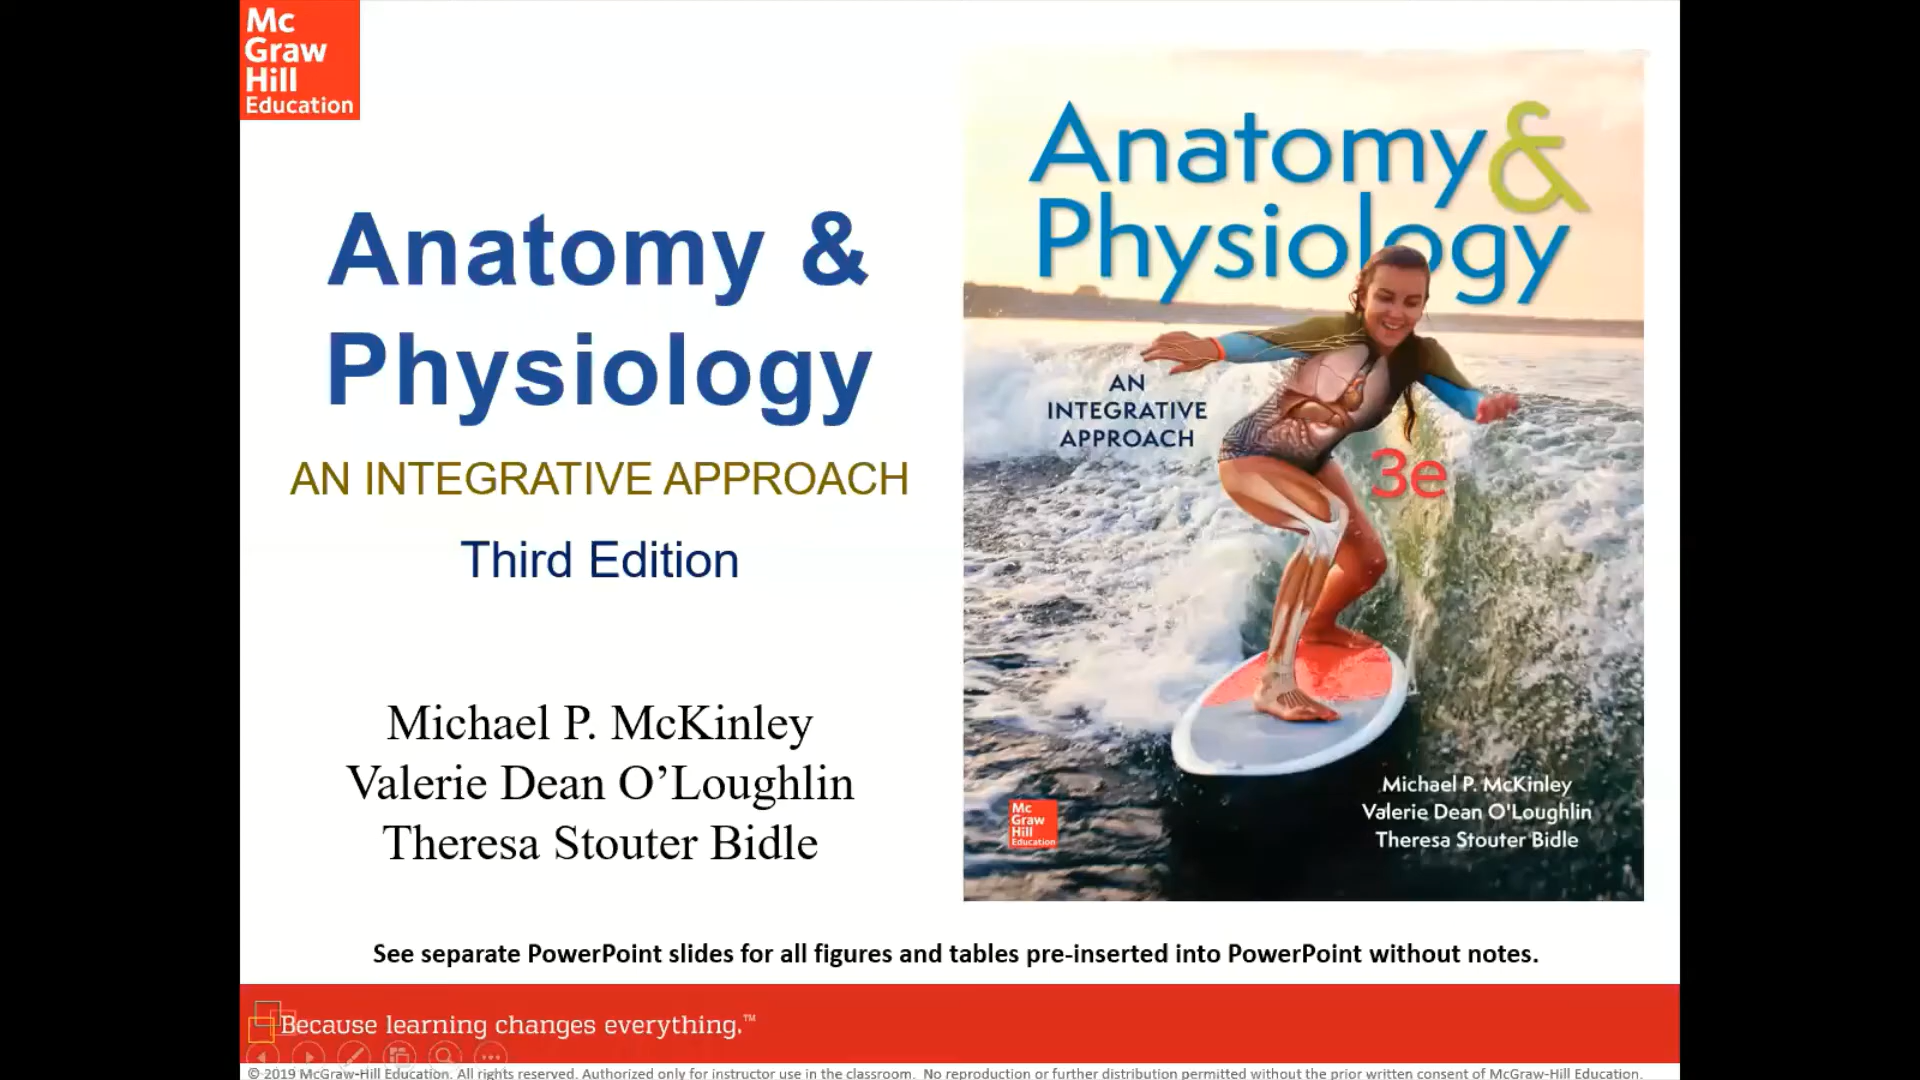 Mc
Graw
Hill
Education
Anatomy &
Physiology
AN INTEGRATIVE APPROACH
Third Edition
Michael P. McKinley
Valerie Dean O’Loughlin
Theresa Stouter Bidle
Anatomy &
Physiology
AN
INTEGRATIVE
APPROACH
3e
Michael P. McKinley
Valerie Dean O'Loughlin
Theresa Stouter Bidle
Mc
Graw
Hill
Education
See separate PowerPoint slides for all figures and tables pre-inserted into PowerPoint without notes.
Because learning changes everything.™
© 2019 McGraw-Hill Education. All rights reserved. Authorized only for instructor use in the classroom. No reproduction or further distribution permitted without the prior written consent of McGraw-Hill Education.